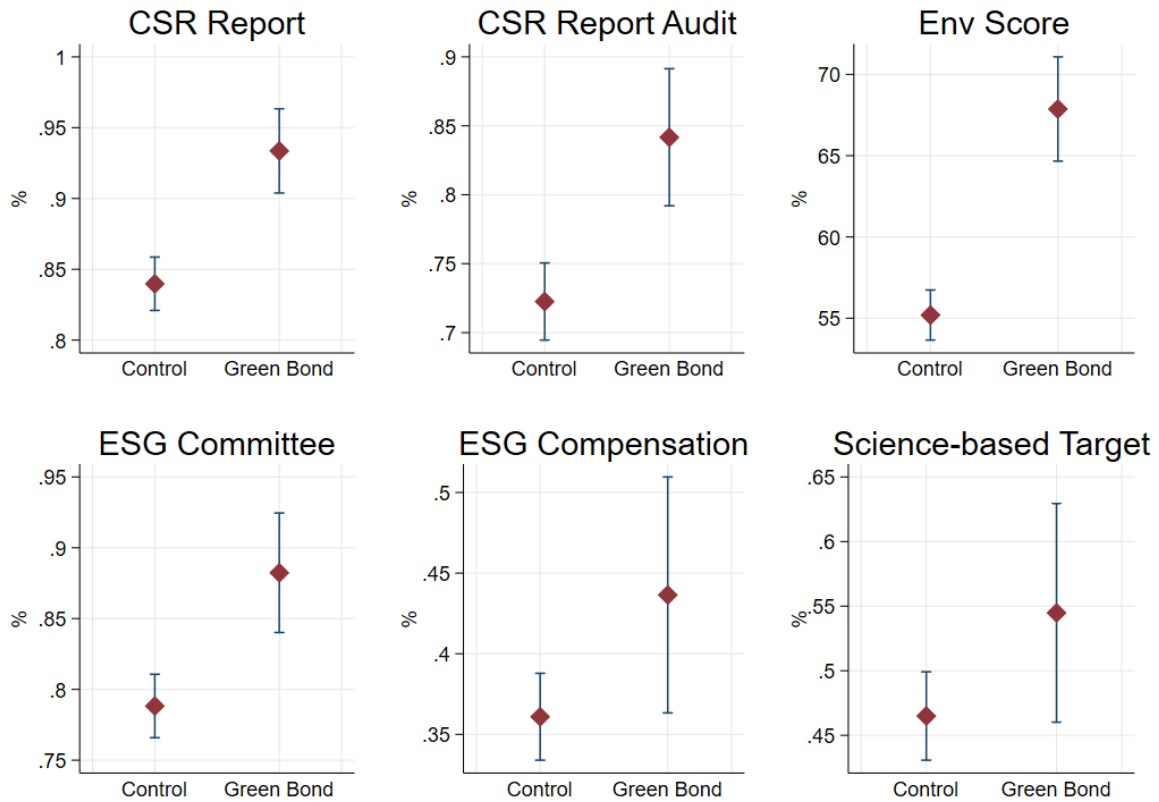 CSR Report
1
.95
.9
.85
.8
%
Control Green Bond
CSR Report Audit
.9
.85
.8
.75
.7
%
Control Green Bond
Env Score
70
65
60
55
%
Control Green Bond
ESG Committee
.95
.9
.85
.8
.75
%
Control Green Bond
ESG Compensation
.5
.45
.4
.35
%
Control Green Bond
Science-based Target
.65
.6
.55
.5
.45
%
Control Green Bond